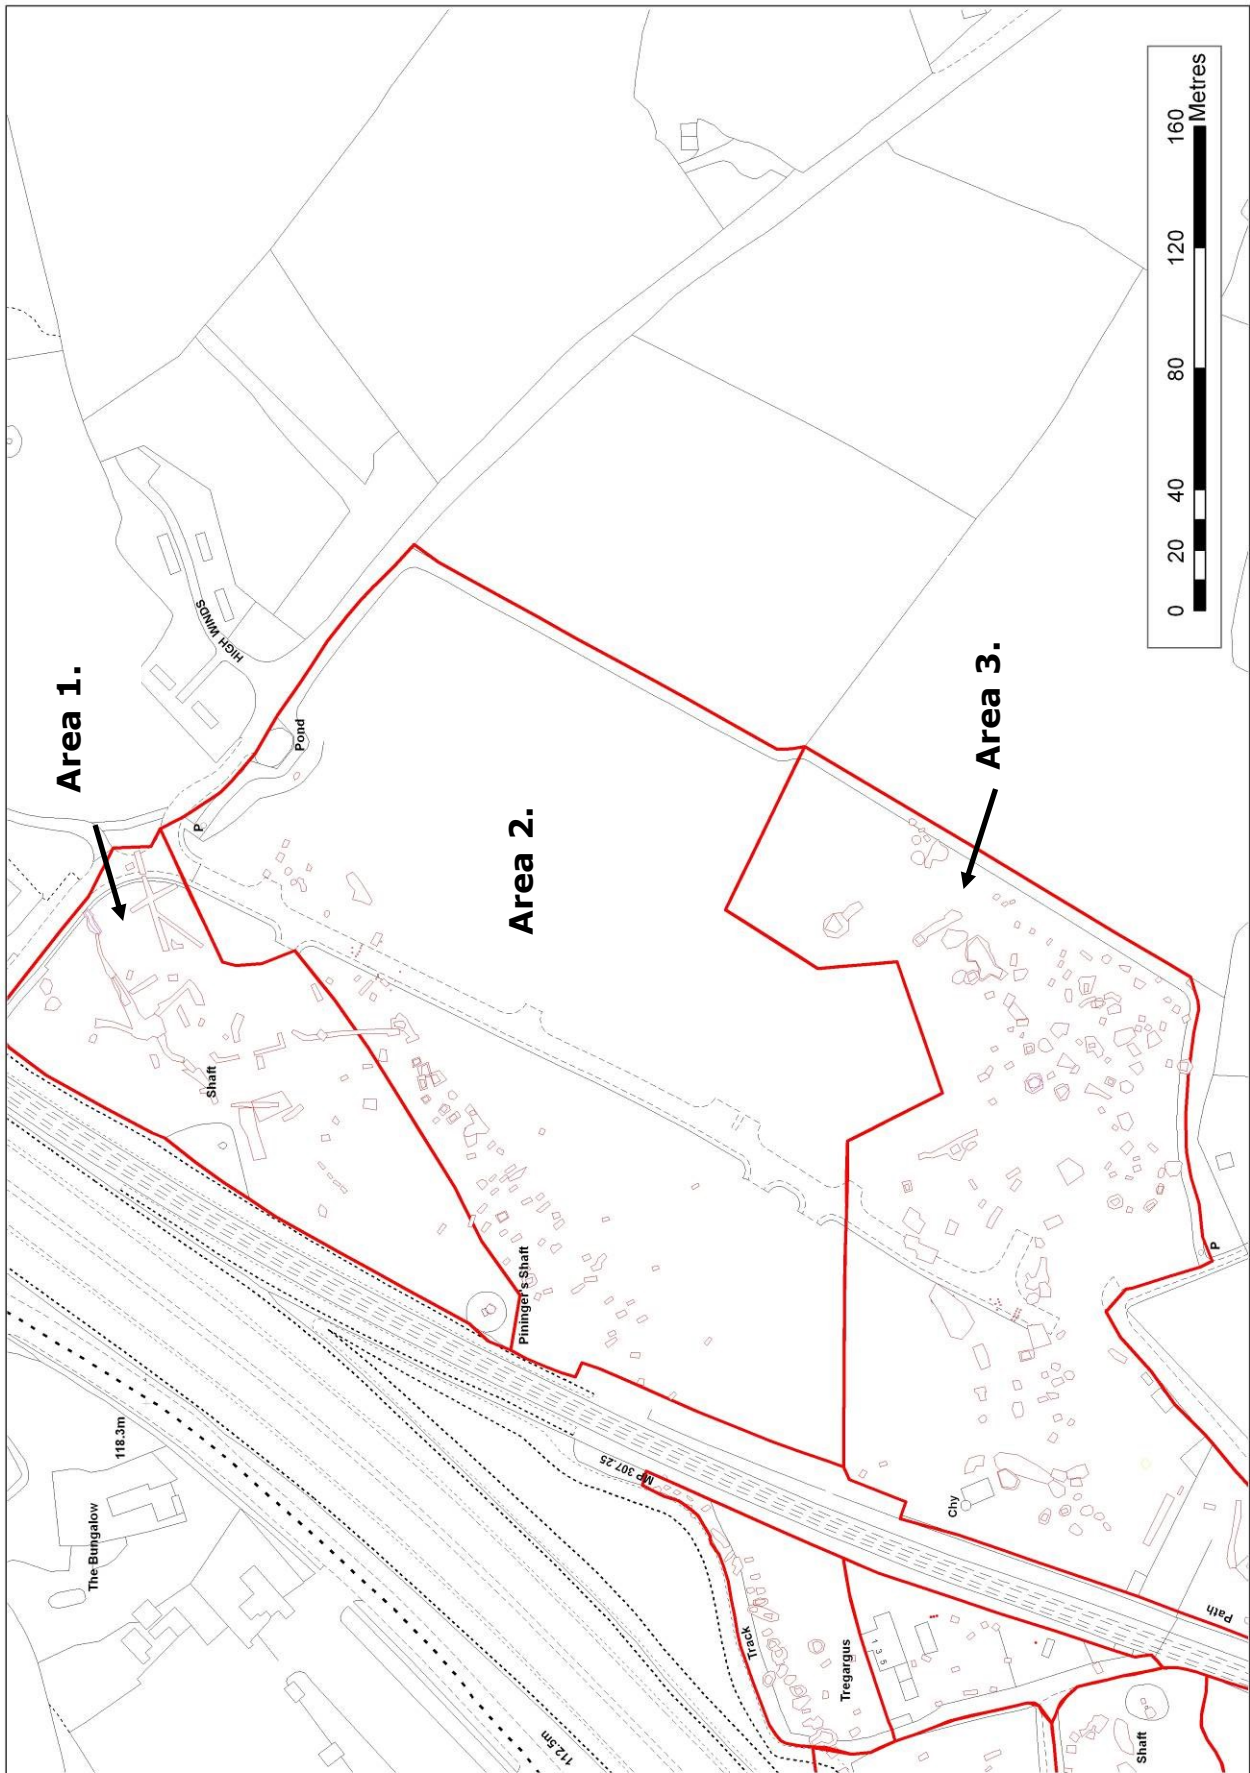 Area 1.
HIGH WINDS
Pond
P
Area 2.
Shaft
Pininger's Shaft
118.3m
The Bungalow
MP 307.25
Area 3.
Chy
P
Path
Track
Tregargus
1 3 5
112.5m
Shaft
0 20 40 80 120 160
Metres